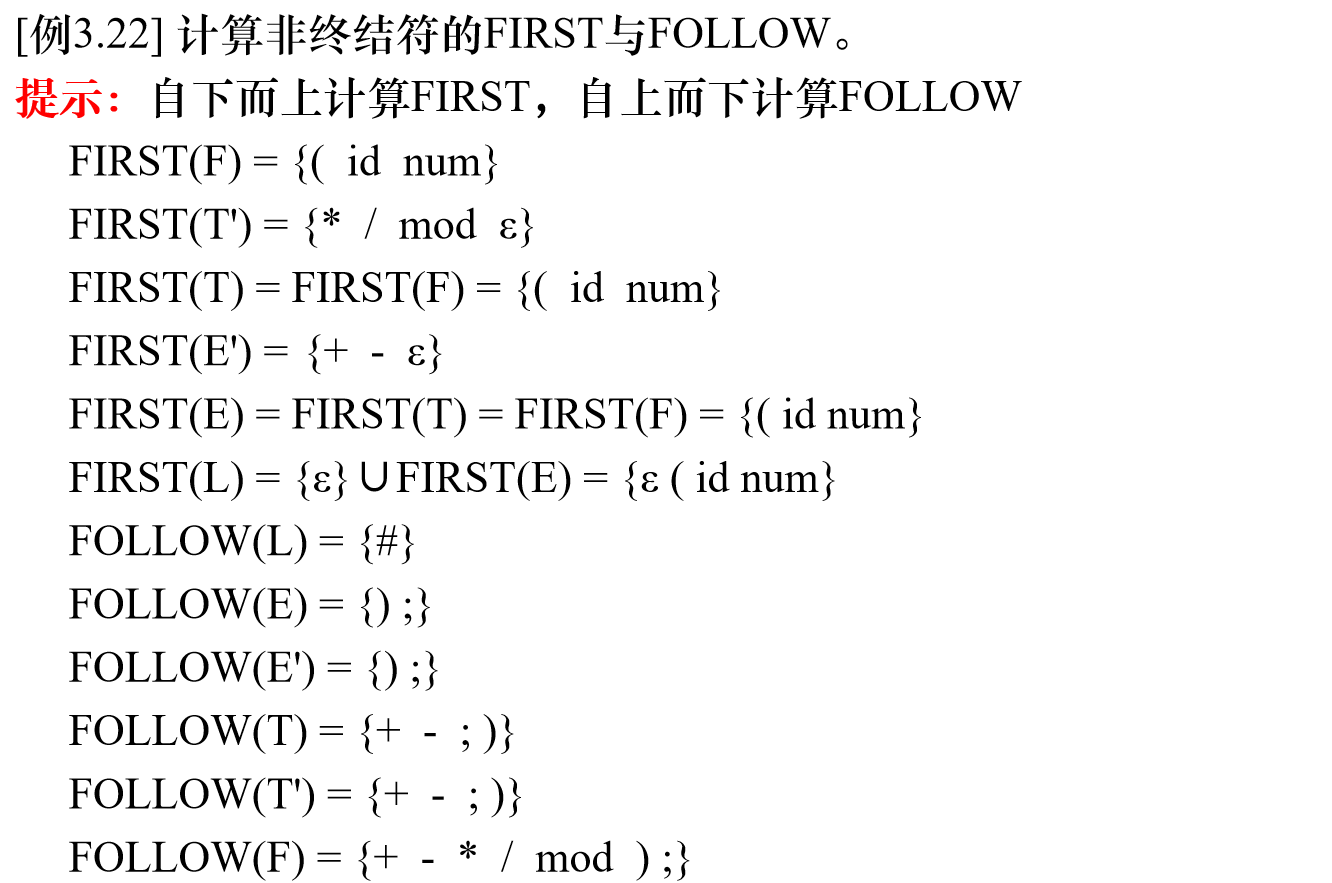 [例3.22] 计算非终结符的FIRST与FOLLOW。
提示：自下而上计算FIRST，自上而下计算FOLLOW
FIRST(F) = {( id num}
FIRST(T') = {* / mod ε}
FIRST(T) = FIRST(F) = {( id num}
FIRST(E') = {+ - ε}
FIRST(E) = FIRST(T) = FIRST(F) = {( id num}
FIRST(L) = {ε} ∪ FIRST(E) = {ε ( id num}
FOLLOW(L) = {#}
FOLLOW(E) = {) ;}
FOLLOW(E') = {) ;}
FOLLOW(T) = {+ - ; )}
FOLLOW(T') = {+ - ; )}
FOLLOW(F) = {+ - * / mod ) ;}